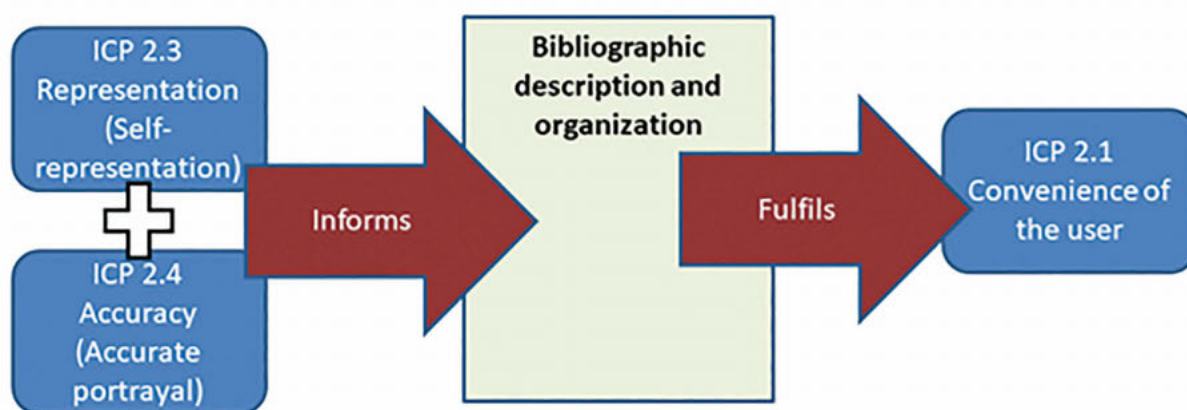 ICP 2.3
Representation
(Self-
representation)
ICP 2.4
Accuracy
(Accurate
portrayal)
Informs
Bibliographic
description and
organization
Fulfils
ICP 2.1
Convenience of
the user